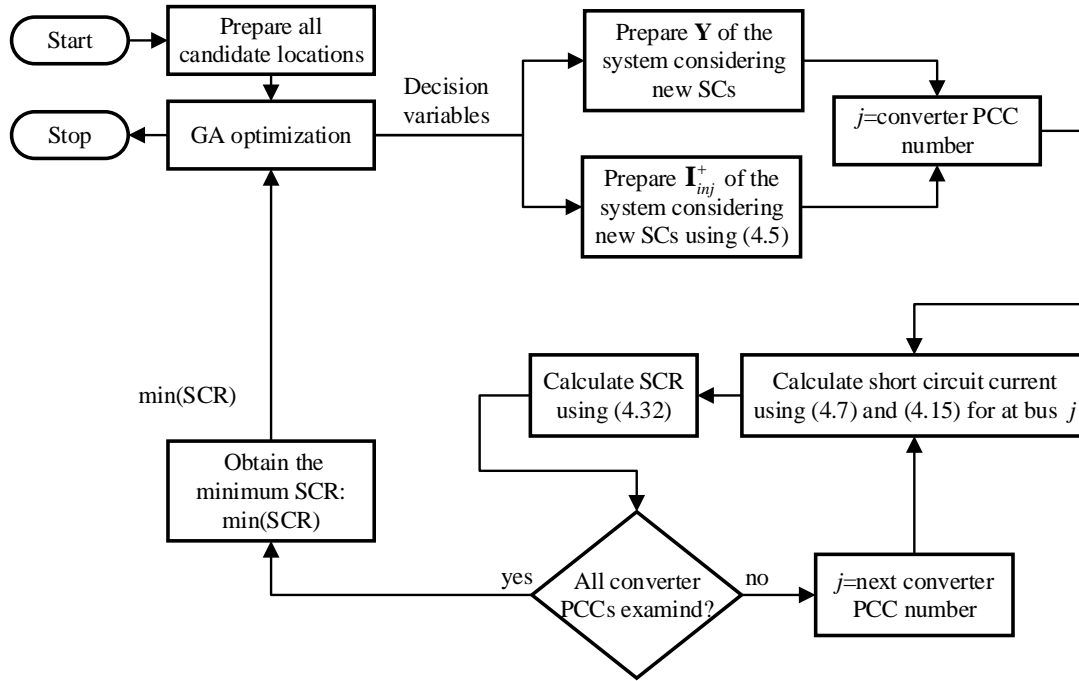 Start
Prepare all
candidate locations
Stop
GA optimization
Decision
variables
Prepare Y of the
system considering
new SCs
Prepare I⁺inj of the
system considering
new SCs using (4.5)
j=converter PCC
number
Calculate short circuit current
using (4.7) and (4.15) for at bus j
Calculate SCR
using (4.32)
min(SCR)
Obtain the
minimum SCR:
min(SCR)
yes
All converter
PCCs examind?
no
j=next converter
PCC number